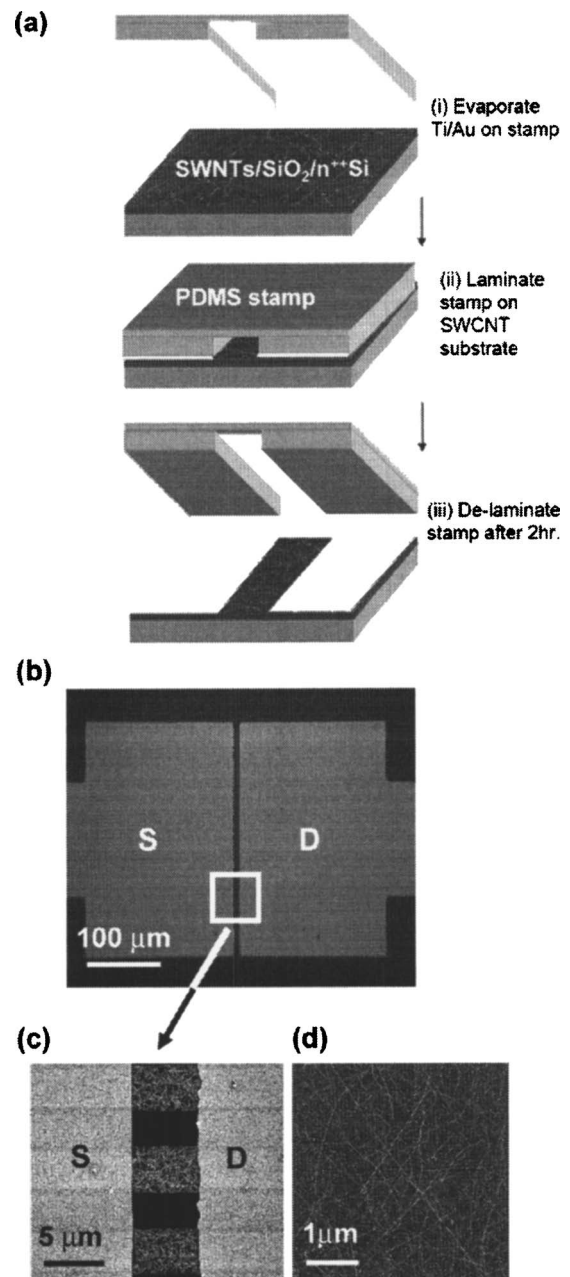 (a)
(i) Evaporate
Ti/Au on stamp
SWNTs/SiO₂/n⁺⁺Si
(ii) Laminate
stamp on
SWCNT
substrate
PDMS stamp
(iii) De-laminate
stamp after 2hr.
(b)
S D
100 μm
(c) (d)
S D
5 μm
1μm